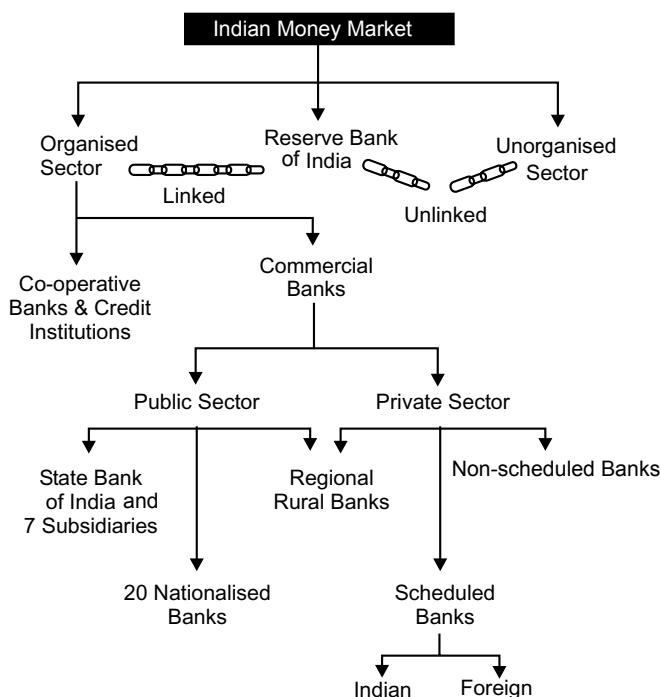 Indian Money Market
Organised
Sector
Reserve Bank
of India
Unorganised
Sector
Linked
Unlinked
Co-operative
Banks & Credit
Institutions
Commercial
Banks
Public Sector
Private Sector
State Bank
of India and
7 Subsidiaries
Regional
Rural Banks
Non-scheduled Banks
20 Nationalised
Banks
Scheduled
Banks
Indian
Foreign